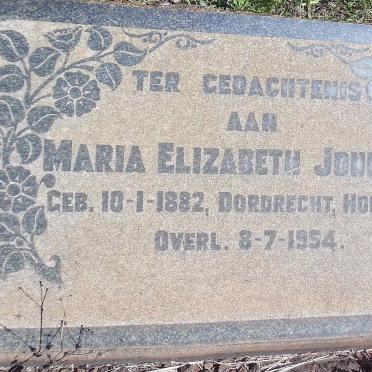 TER GEDACHTENIS
AAN
MARIA ELIZABETH
GEB. 10-1-1882, DORDRECHT,
OVERL. 8-7-1954.